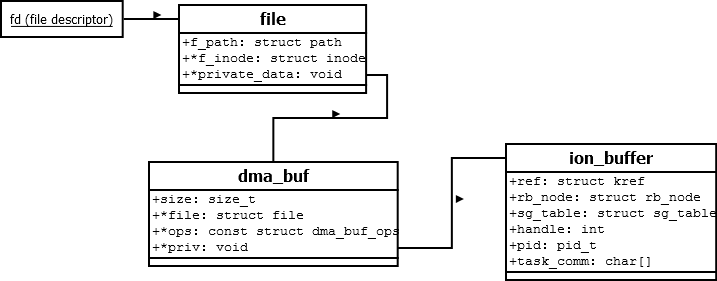 fd (file descriptor)
file
+f_path: struct path
+*f_inode: struct inode
+*private_data: void
dma_buf
+size: size_t
+*file: struct file
+*ops: const struct dma_buf_ops
+*priv: void
ion_buffer
+ref: struct kref
+rb_node: struct rb_node
+sg_table: struct sg_table
+handle: int
+pid: pid_t
+task_comm: char[]